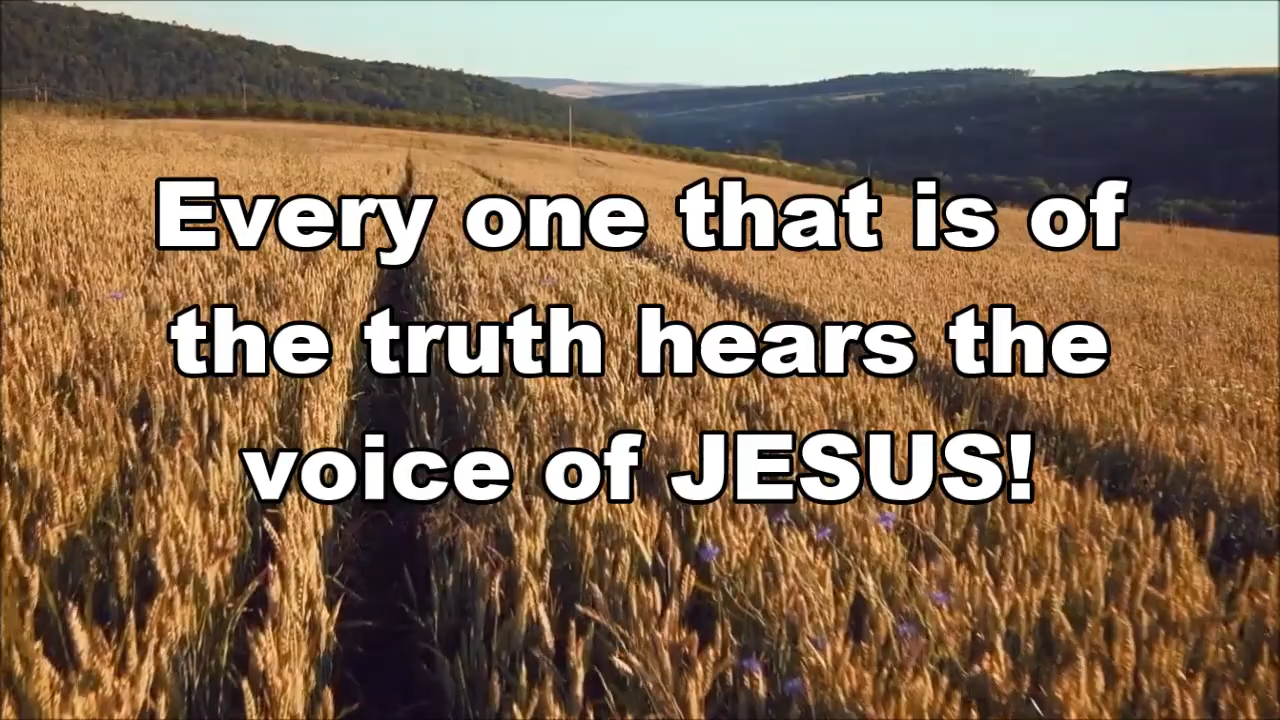 Every one that is of
the truth hears the
voice of JESUS!